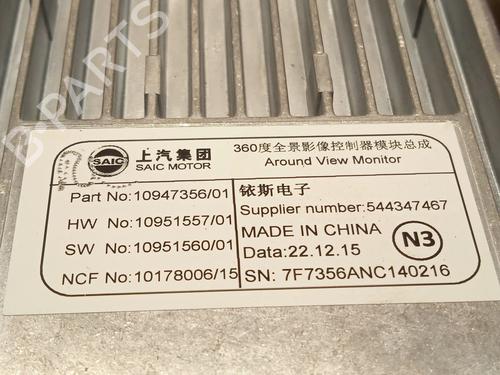 B-PARTS
SAIC
上汽集团
SAIC MOTOR
360度全景影像控制器模块总成
Around View Monitor
Part No:10947356/01
HW No:10951557/01
SW No:10951560/01
NCF No:10178006/15
铱斯电子
Supplier number:544347467
MADE IN CHINA
Data:22.12.15
N3
SN: 7F7356ANC140216